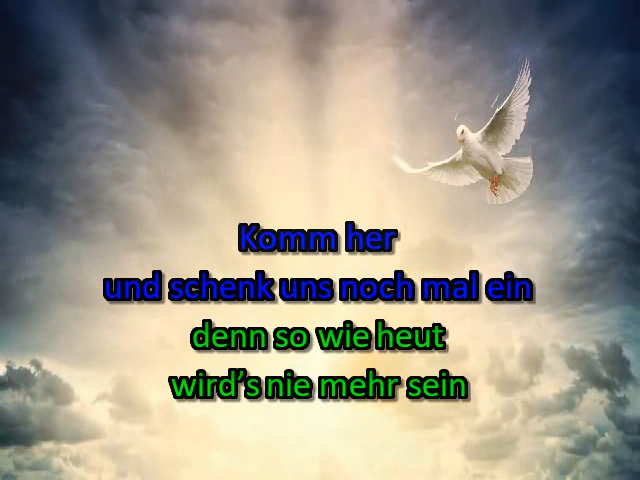 Komm her
und schenk uns noch mal ein
denn so wie heut
wird’s nie mehr sein